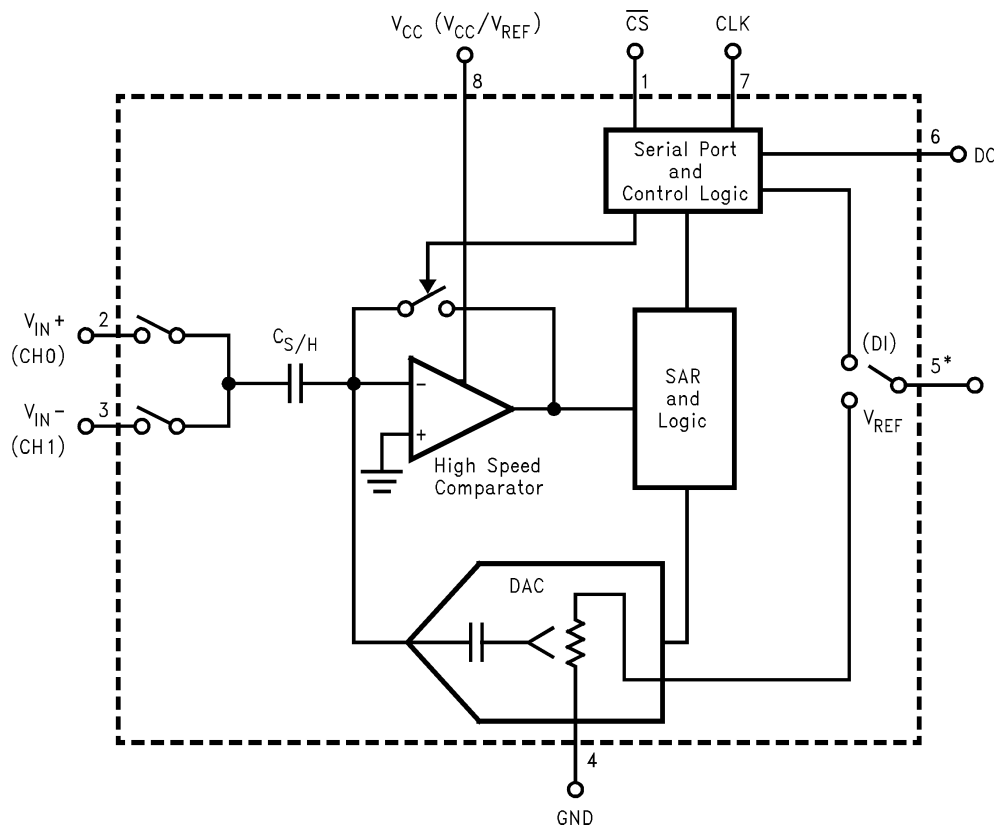 V_CC (V_CC/V_REF)
C̅S̅
CLK
8
1
7
6
Serial Port
and
Control Logic
DO
V_IN+
(CH0)
2
C_S/H
(DI)
5*
SAR
and
Logic
V_IN-
(CH1)
3
−
+
V_REF
High Speed
Comparator
DAC
4
GND